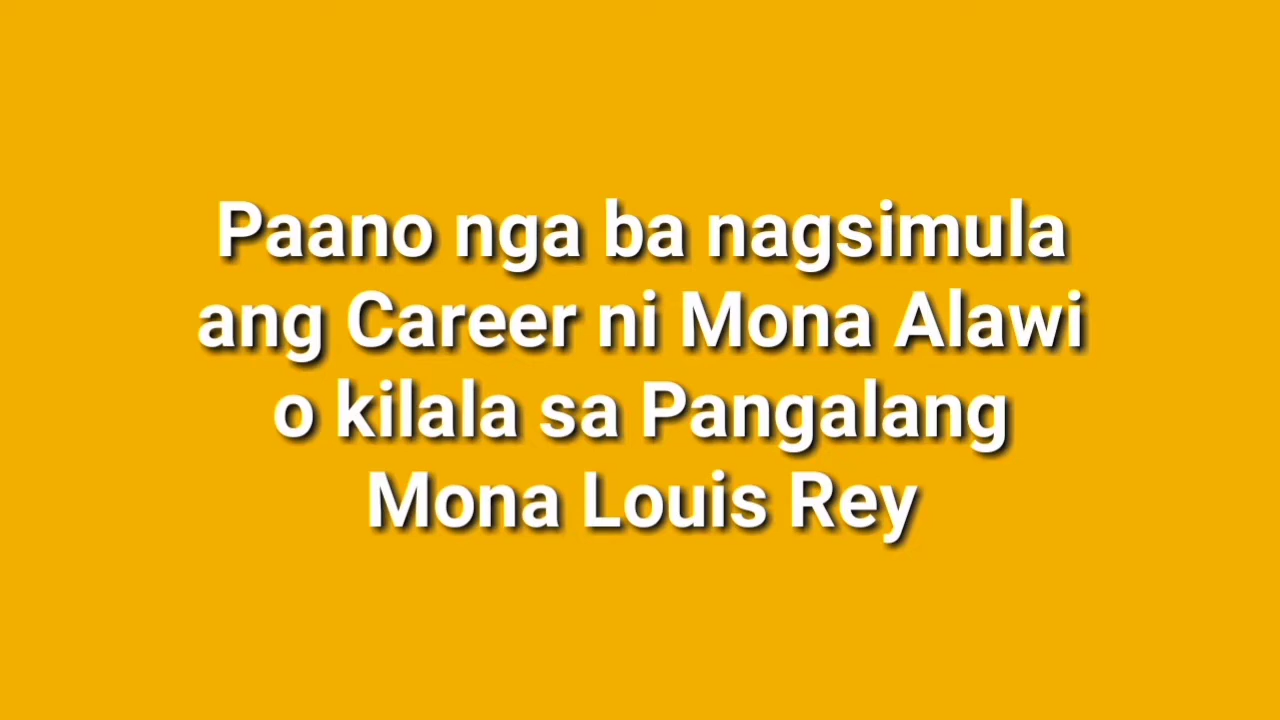 Paano nga ba nagsimula
ang Career ni Mona Alawi
o kilala sa Pangalang
Mona Louis Rey